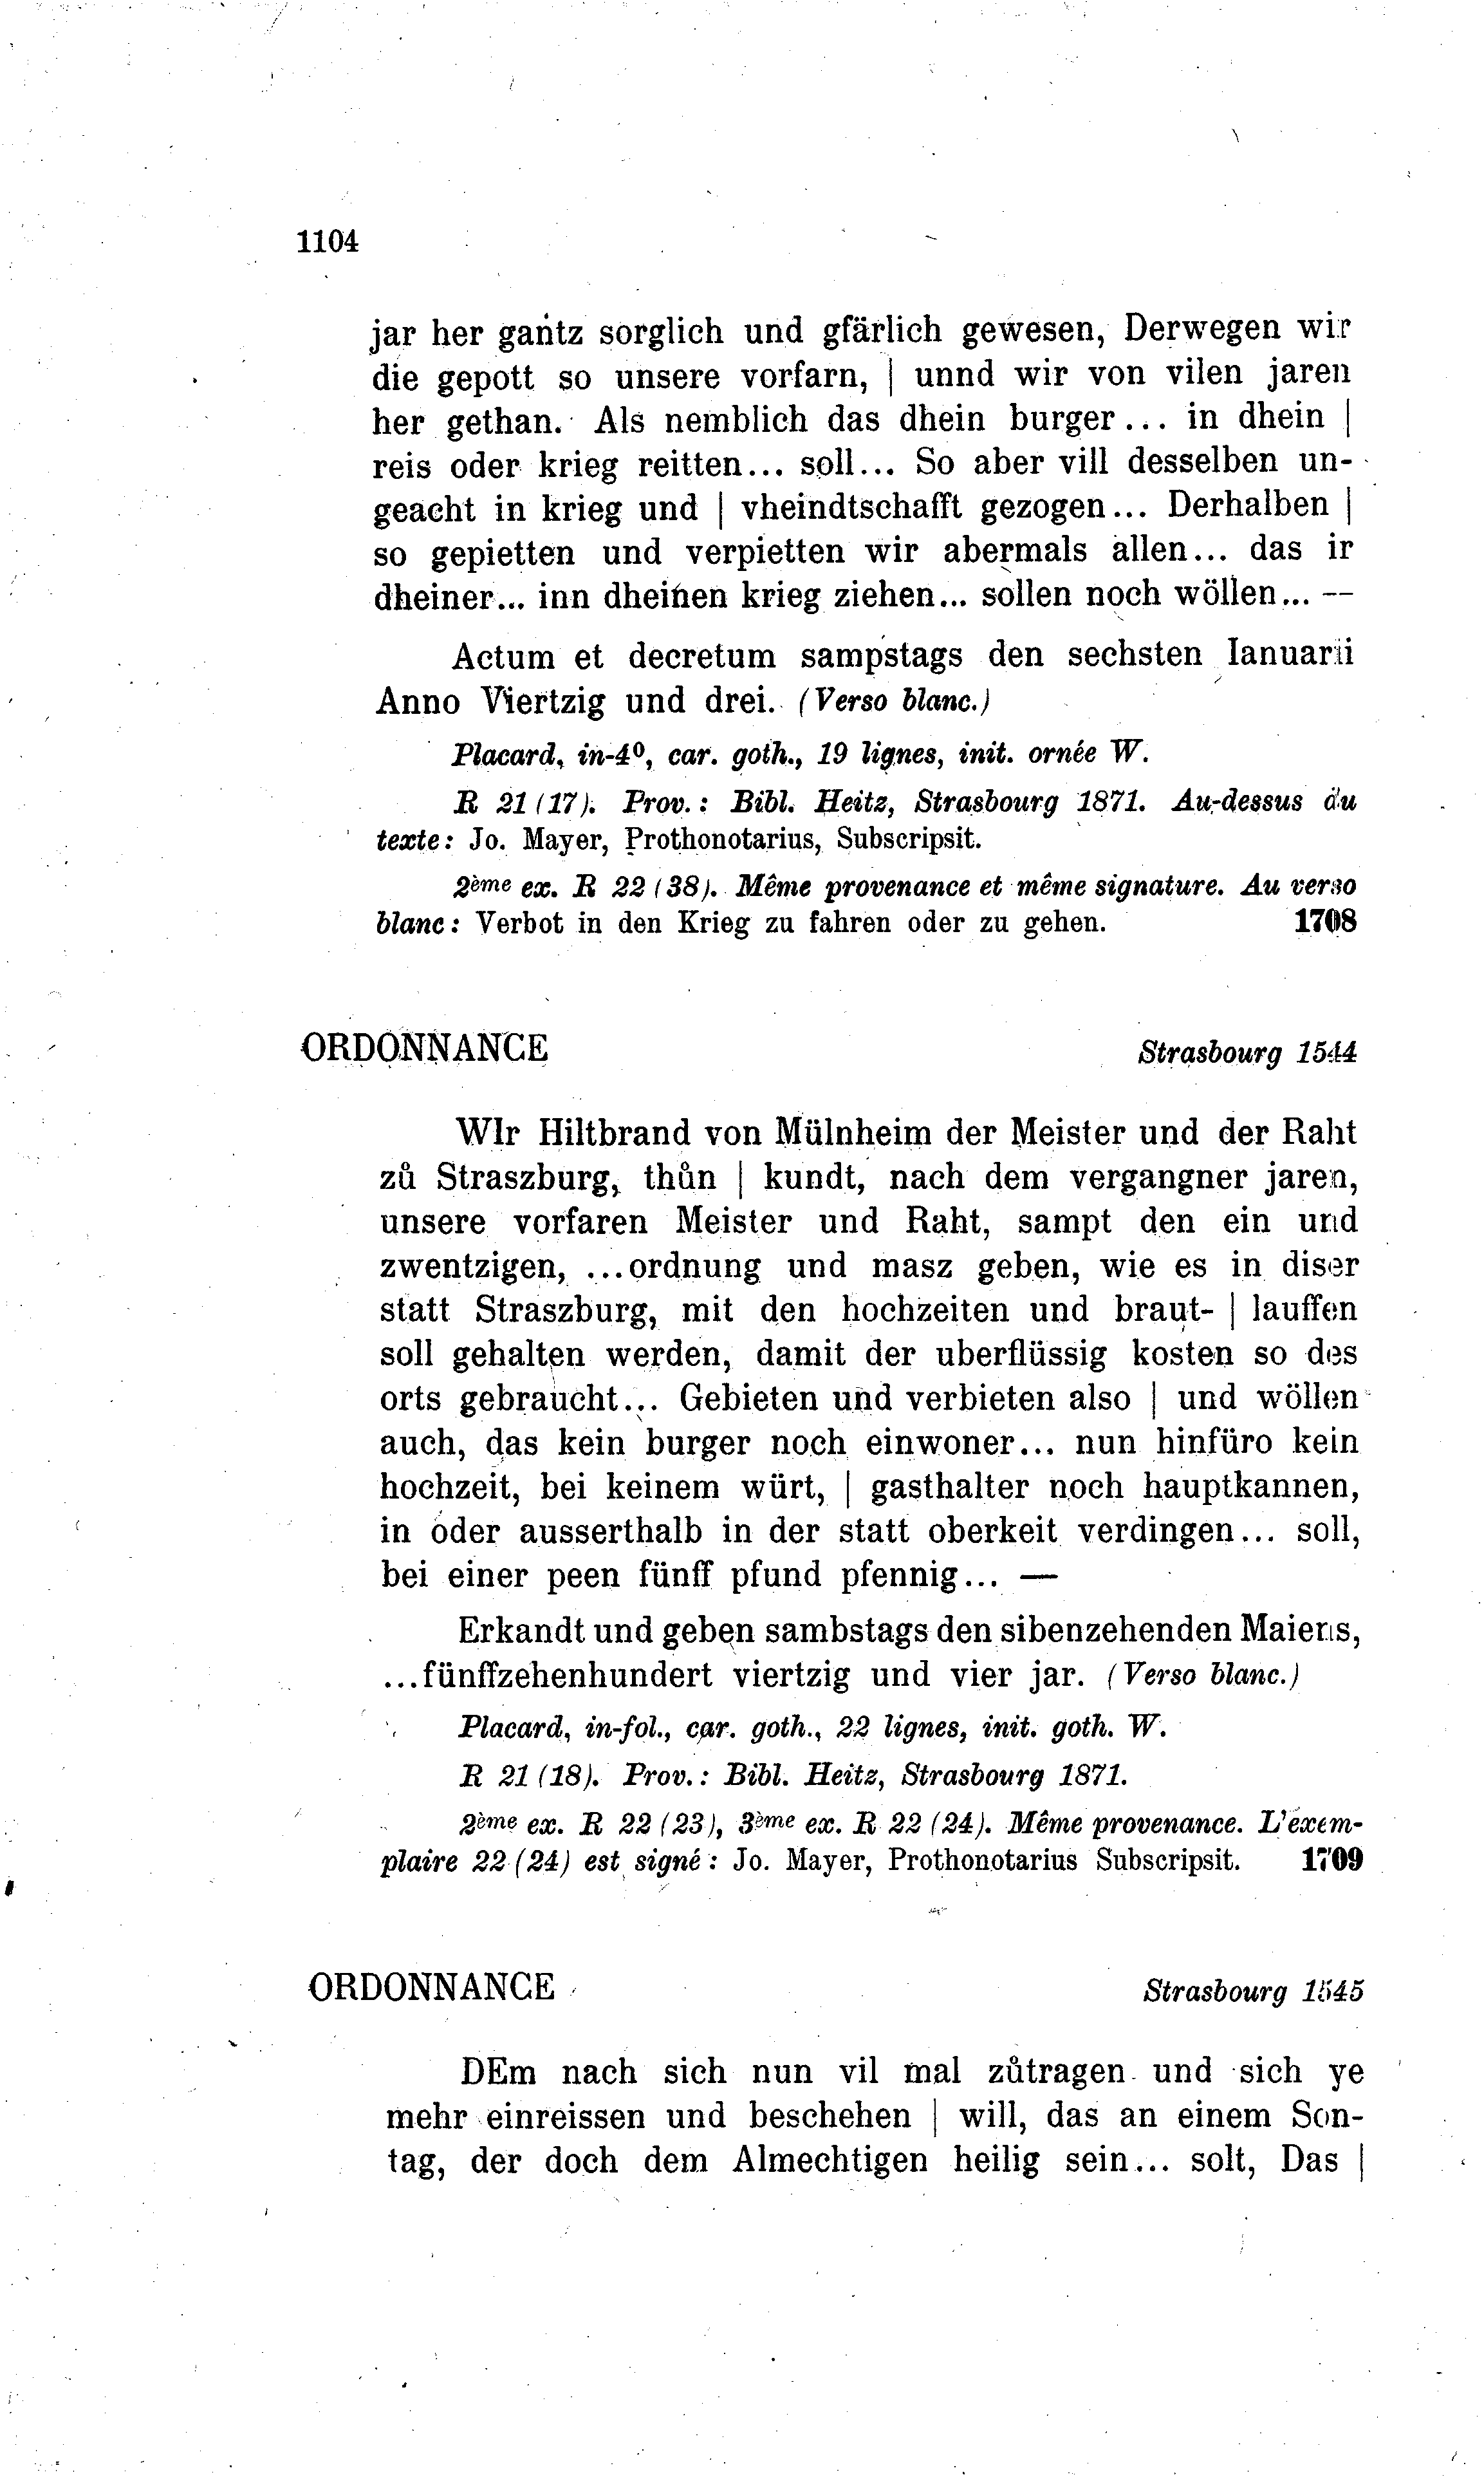 1104
jar her gantz sorglich und gfärlich gewesen, Derwegen wir
die gepott so unsere vorfarn, | unnd wir von vilen jaren
her gethan. Als nemblich das dhein burger... in dhein |
reis oder krieg reitten... soll... So aber vill desselben un-
geacht in krieg und | vheindtschafft gezogen... Derhalben |
so gepietten und verpietten wir abermals allen... das ir
dheiner... inn dheinen krieg ziehen... sollen noch wöllen... —
Actum et decretum sampstags den sechsten Ianuarii
Anno Viertzig und drei. (Verso blanc.)
Placard, in-4º, car. goth., 19 lignes, init. ornée W.
R 21 (17). Prov.: Bibl. Heitz, Strasbourg 1871. Au-dessus du
texte: Jo. Mayer, Prothonotarius, Subscripsit.
2ème ex. R 22 (38). Même provenance et même signature. Au verso
blanc: Verbot in den Krieg zu fahren oder zu gehen. 1708
ORDONNANCE Strasbourg 1544
WIr Hiltbrand von Mülnheim der Meister und der Raht
zů Straszburg, thůn | kundt, nach dem vergangner jaren,
unsere vorfaren Meister und Raht, sampt den ein und
zwentzigen, ...ordnung und masz geben, wie es in diser
statt Straszburg, mit den hochzeiten und braut- | lauffen
soll gehalten werden, damit der uberflüssig kosten so des
orts gebraucht... Gebieten und verbieten also | und wöllen
auch, das kein burger noch einwoner... nun hinfüro kein
hochzeit, bei keinem würt, | gasthalter noch hauptkannen,
in oder ausserthalb in der statt oberkeit verdingen... soll,
bei einer peen fünff pfund pfennig... —
Erkandt und geben sambstags den sibenzehenden Maiens,
...fünffzehenhundert viertzig und vier jar. (Verso blanc.)
Placard, in-fol., car. goth., 22 lignes, init. goth. W.
R 21 (18). Prov.: Bibl. Heitz, Strasbourg 1871.
2ème ex. R 22 (23), 3ème ex. R 22 (24). Même provenance. L'exem-
plaire 22 (24) est signé: Jo. Mayer, Prothonotarius Subscripsit. 1709
ORDONNANCE Strasbourg 1545
DEm nach sich nun vil mal zůtragen und sich ye
mehr einreissen und beschehen | will, das an einem Son-
tag, der doch dem Almechtigen heilig sein... solt, Das |